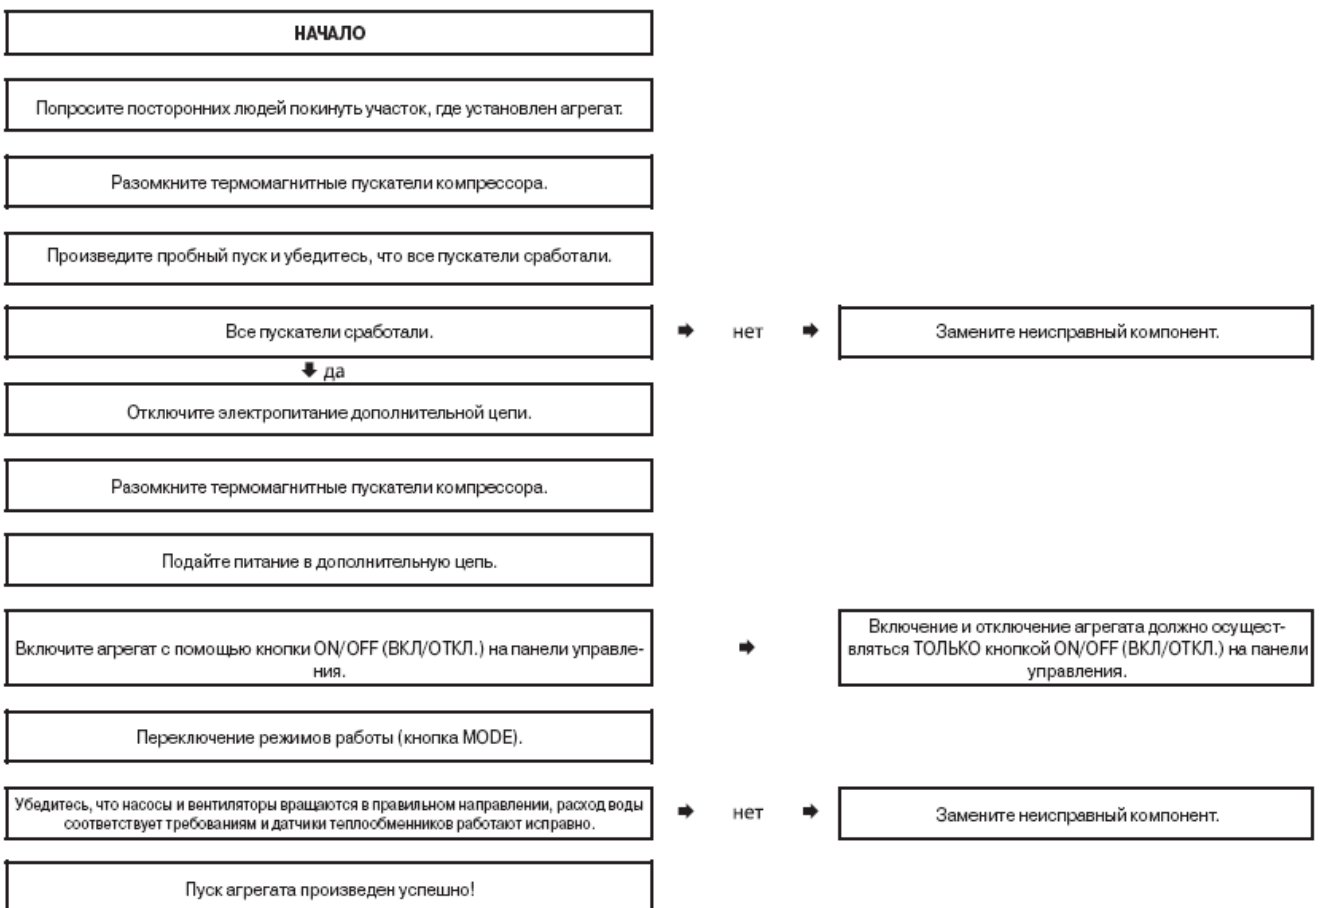 НАЧАЛО
Попросите посторонних людей покинуть участок, где установлен агрегат.
Разомкните термомагнитные пускатели компрессора.
Произведите пробный пуск и убедитесь, что все пускатели сработали.
Все пускатели сработали.
нет
Замените неисправный компонент.
да
Отключите электропитание дополнительной цепи.
Разомкните термомагнитные пускатели компрессора.
Подайте питание в дополнительную цепь.
Включите агрегат с помощью кнопки ON/OFF (ВКЛ/ОТКЛ.) на панели управле-
ния.
Включение и отключение агрегата должно осущест-
вляться ТОЛЬКО кнопкой ON/OFF (ВКЛ/ОТКЛ.) на панели
управления.
Переключение режимов работы (кнопка MODE).
Убедитесь, что насосы и вентиляторы вращаются в правильном направлении, расход воды
соответствует требованиям и датчики теплообменников работают исправно.
нет
Замените неисправный компонент.
Пуск агрегата произведен успешно!